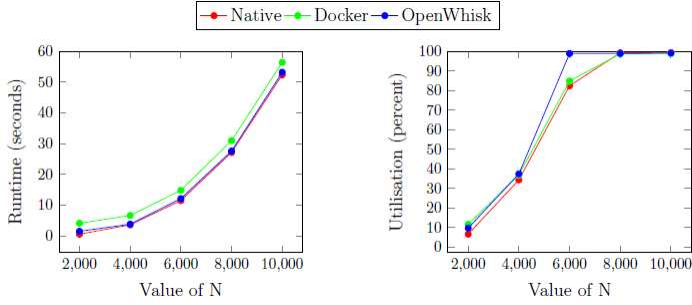 Native Docker OpenWhisk
60
50
40
30
20
10
0
Runtime (seconds)
2,000 4,000 6,000 8,000 10,000
Value of N
100
90
80
70
60
50
40
30
20
10
0
Utilisation (percent)
2,000 4,000 6,000 8,000 10,000
Value of N